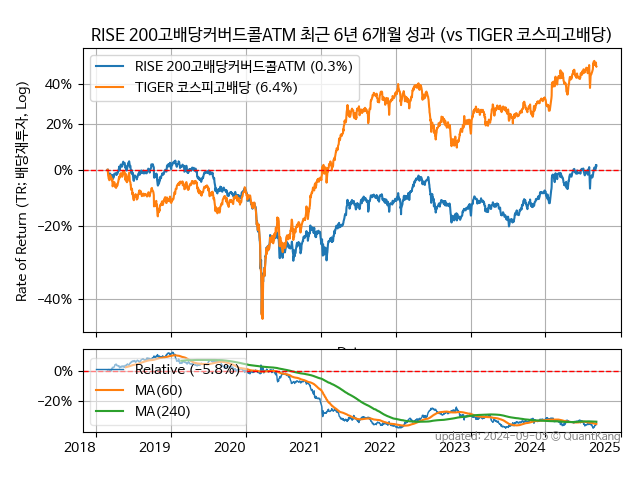 RISE 200고배당커버드콜ATM 최근 6년 6개월 성과 (vs TIGER 코스피고배당)
RISE 200고배당커버드콜ATM (0.3%)
TIGER 코스피고배당 (6.4%)
Rate of Return (TR: 배당재투자, Log)
40%
20%
0%
−20%
−40%
Relative (−5.8%)
MA(60)
MA(240)
0%
−20%
2018 2019 2020 2021 2022 2023 2024 2025
updated: 2024-09-05 © QuantKang